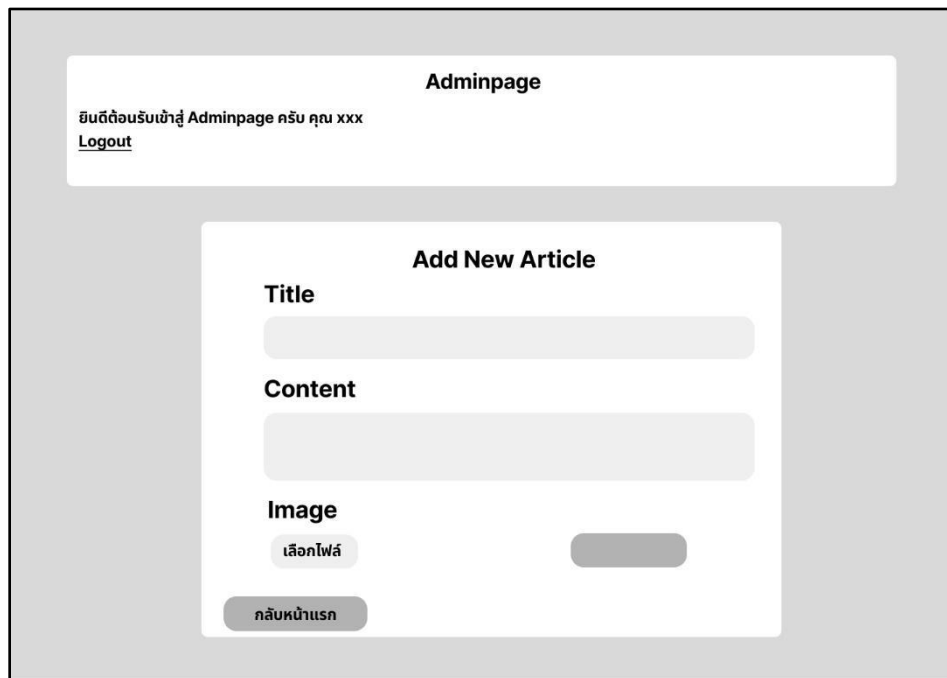 Adminpage
ยินดีต้อนรับเข้าสู่ Adminpage ครับ คุณ xxx
Logout
Add New Article
Title
Content
Image
เลือกไฟล์
กลับหน้าแรก